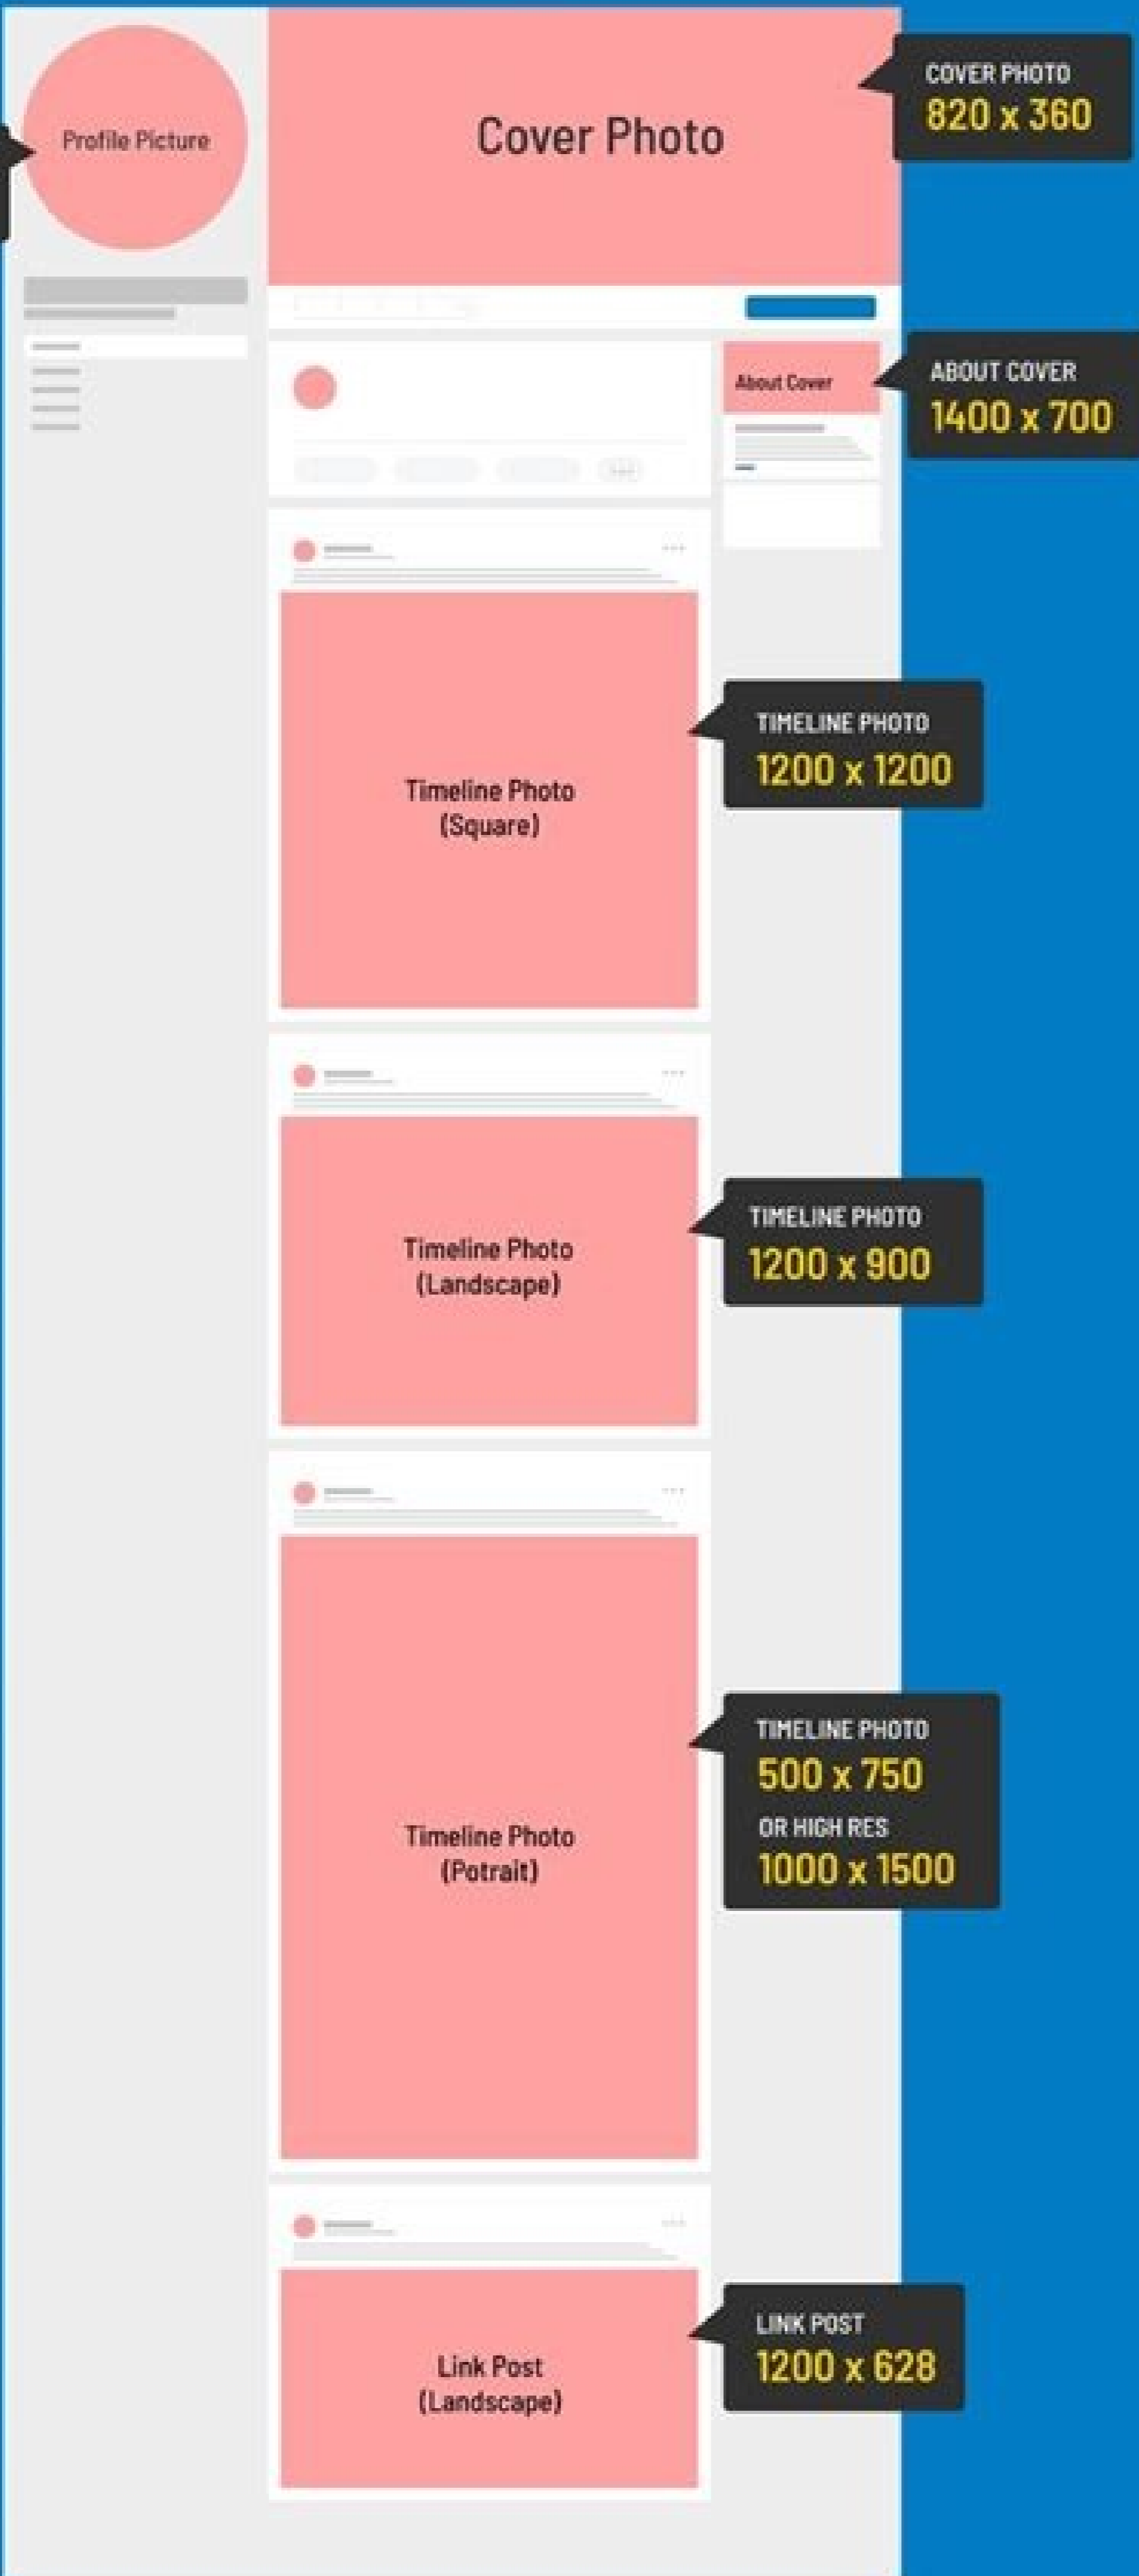 Profile Picture
Cover Photo
COVER PHOTO
820 x 360
About Cover
ABOUT COVER
1400 x 700
Timeline Photo
(Square)
TIMELINE PHOTO
1200 x 1200
Timeline Photo
(Landscape)
TIMELINE PHOTO
1200 x 900
Timeline Photo
(Potrait)
TIMELINE PHOTO
500 x 750
OR HIGH RES
1000 x 1500
Link Post
(Landscape)
LINK POST
1200 x 628